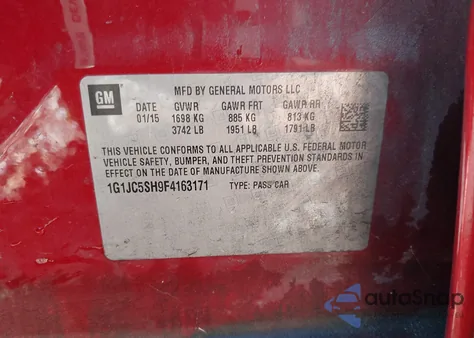 GM
MFD BY GENERAL MOTORS LLC
DATE GVWR GAWR FRT GAWR RR
01/15 1698 KG 885 KG 813 KG
3742 LB 1951 LB 1791 LB
THIS VEHICLE CONFORMS TO ALL APPLICABLE U.S. FEDERAL MOTOR
VEHICLE SAFETY, BUMPER, AND THEFT PREVENTION STANDARDS IN
EFFECT ON THE DATE OF MANUFACTURE SHOWN ABOVE.
1G1JC5SH9F4163171 TYPE: PASS CAR
autoSnap